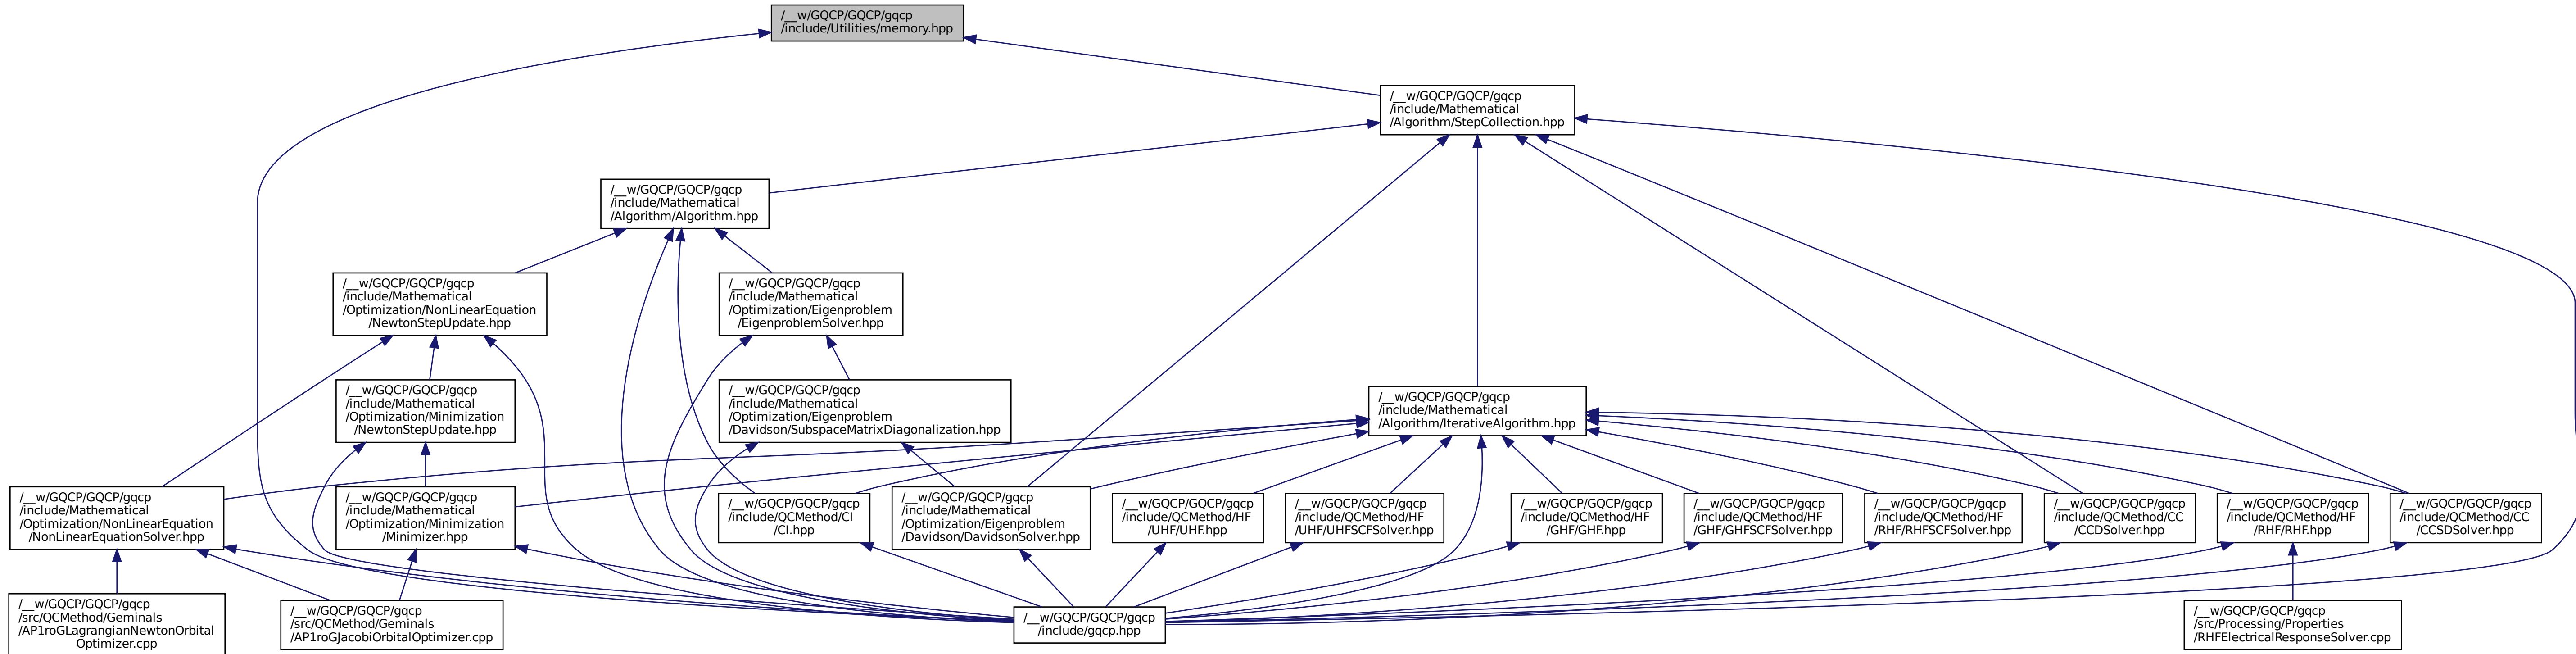 /__w/GQCP/GQCP/gqcp
/include/Utilities/memory.hpp
/__w/GQCP/GQCP/gqcp
/include/Mathematical
/Algorithm/StepCollection.hpp
/__w/GQCP/GQCP/gqcp
/include/Mathematical
/Algorithm/Algorithm.hpp
/__w/GQCP/GQCP/gqcp
/include/Mathematical
/Optimization/NonLinearEquation
/NewtonStepUpdate.hpp
/__w/GQCP/GQCP/gqcp
/include/Mathematical
/Optimization/Eigenproblem
/EigenproblemSolver.hpp
/__w/GQCP/GQCP/gqcp
/include/Mathematical
/Optimization/Minimization
/NewtonStepUpdate.hpp
/__w/GQCP/GQCP/gqcp
/include/Mathematical
/Optimization/Eigenproblem
/Davidson/SubspaceMatrixDiagonalization.hpp
/__w/GQCP/GQCP/gqcp
/include/Mathematical
/Algorithm/IterativeAlgorithm.hpp
/__w/GQCP/GQCP/gqcp
/include/Mathematical
/Optimization/NonLinearEquation
/NonLinearEquationSolver.hpp
/__w/GQCP/GQCP/gqcp
/include/Mathematical
/Optimization/Minimization
/Minimizer.hpp
/__w/GQCP/GQCP/gqcp
/include/QCMethod/CI
/CI.hpp
/__w/GQCP/GQCP/gqcp
/include/Mathematical
/Optimization/Eigenproblem
/Davidson/DavidsonSolver.hpp
/__w/GQCP/GQCP/gqcp
/include/QCMethod/HF
/UHF/UHF.hpp
/__w/GQCP/GQCP/gqcp
/include/QCMethod/HF
/UHF/UHFSCFSolver.hpp
/__w/GQCP/GQCP/gqcp
/include/QCMethod/HF
/GHF/GHF.hpp
/__w/GQCP/GQCP/gqcp
/include/QCMethod/HF
/GHF/GHFSCFSolver.hpp
/__w/GQCP/GQCP/gqcp
/include/QCMethod/HF
/RHF/RHFSCFSolver.hpp
/__w/GQCP/GQCP/gqcp
/include/QCMethod/CC
/CCDSolver.hpp
/__w/GQCP/GQCP/gqcp
/include/QCMethod/HF
/RHF/RHF.hpp
/__w/GQCP/GQCP/gqcp
/include/QCMethod/CC
/CCSDSolver.hpp
/__w/GQCP/GQCP/gqcp
/src/QCMethod/Geminals
/AP1roGLagrangianNewtonOrbital
Optimizer.cpp
/__w/GQCP/GQCP/gqcp
/src/QCMethod/Geminals
/AP1roGJacobiOrbitalOptimizer.cpp
/__w/GQCP/GQCP/gqcp
/include/gqcp.hpp
/__w/GQCP/GQCP/gqcp
/src/Processing/Properties
/RHFElectricalResponseSolver.cpp